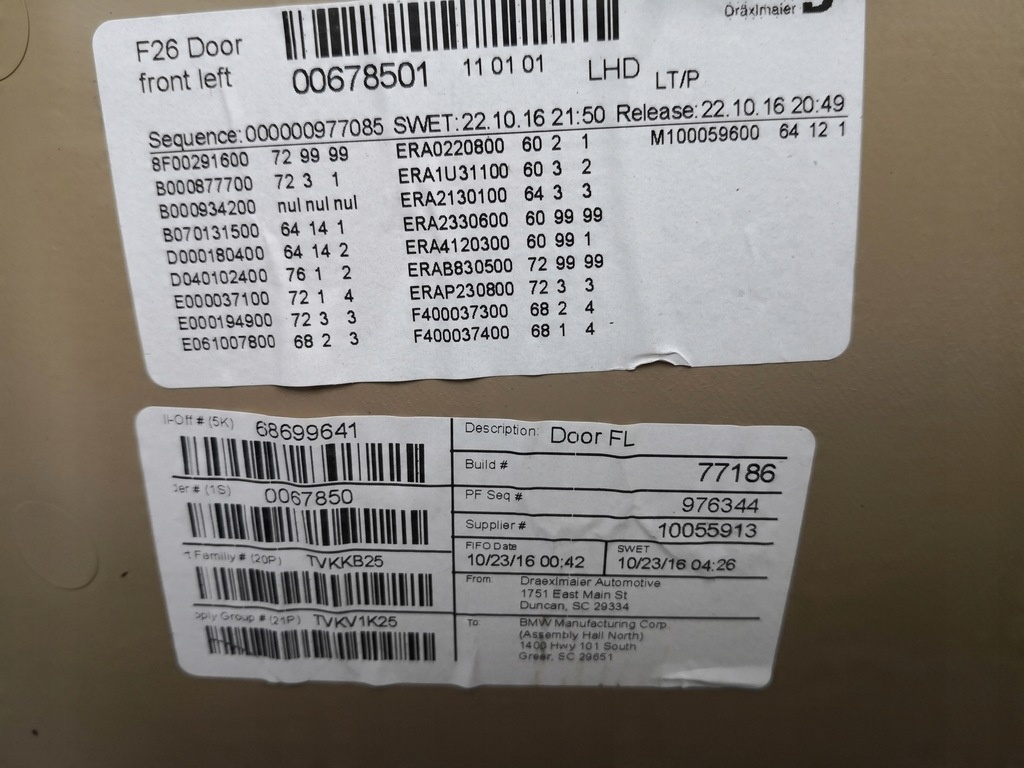 F26 Door
front left
00678501 11 01 01 LHD LT/P
Dräxlmaier
Sequence: 000000977085 SWET: 22.10.16 21:50 Release: 22.10.16 20:49
8F00291600 72 99 99
B000877700 72 3 1
B000934200 nul nul nul
B070131500 64 14 1
D000180400 64 14 2
D040102400 76 1 2
E000037100 72 1 4
E000194900 72 3 3
E061007800 68 2 3
ERA0220800 60 2 1
ERA1U31100 60 3 2
ERA2130100 64 3 3
ERA2330600 60 99 99
ERA4120300 60 99 1
ERAB830500 72 99 99
ERAP230800 72 3 3
F400037300 68 2 4
F400037400 68 1 4
M100059600 64 12 1
# (5K) 68699641
# (1S) 0067850
Family # (20P) TVKKB25
Group # (21P) TVKV1K25
Description: Door FL
Build # 77186
PF Seq # 976344
Supplier # 10055913
FIFO Date
10/23/16 00:42
SWET
10/23/16 04:26
From: Draexlmaier Automotive
1751 East Main St
Duncan, SC 29334
To: BMW Manufacturing Corp.
(Assembly Hall North)
1400 Hwy 101 South
Greer, SC 29651